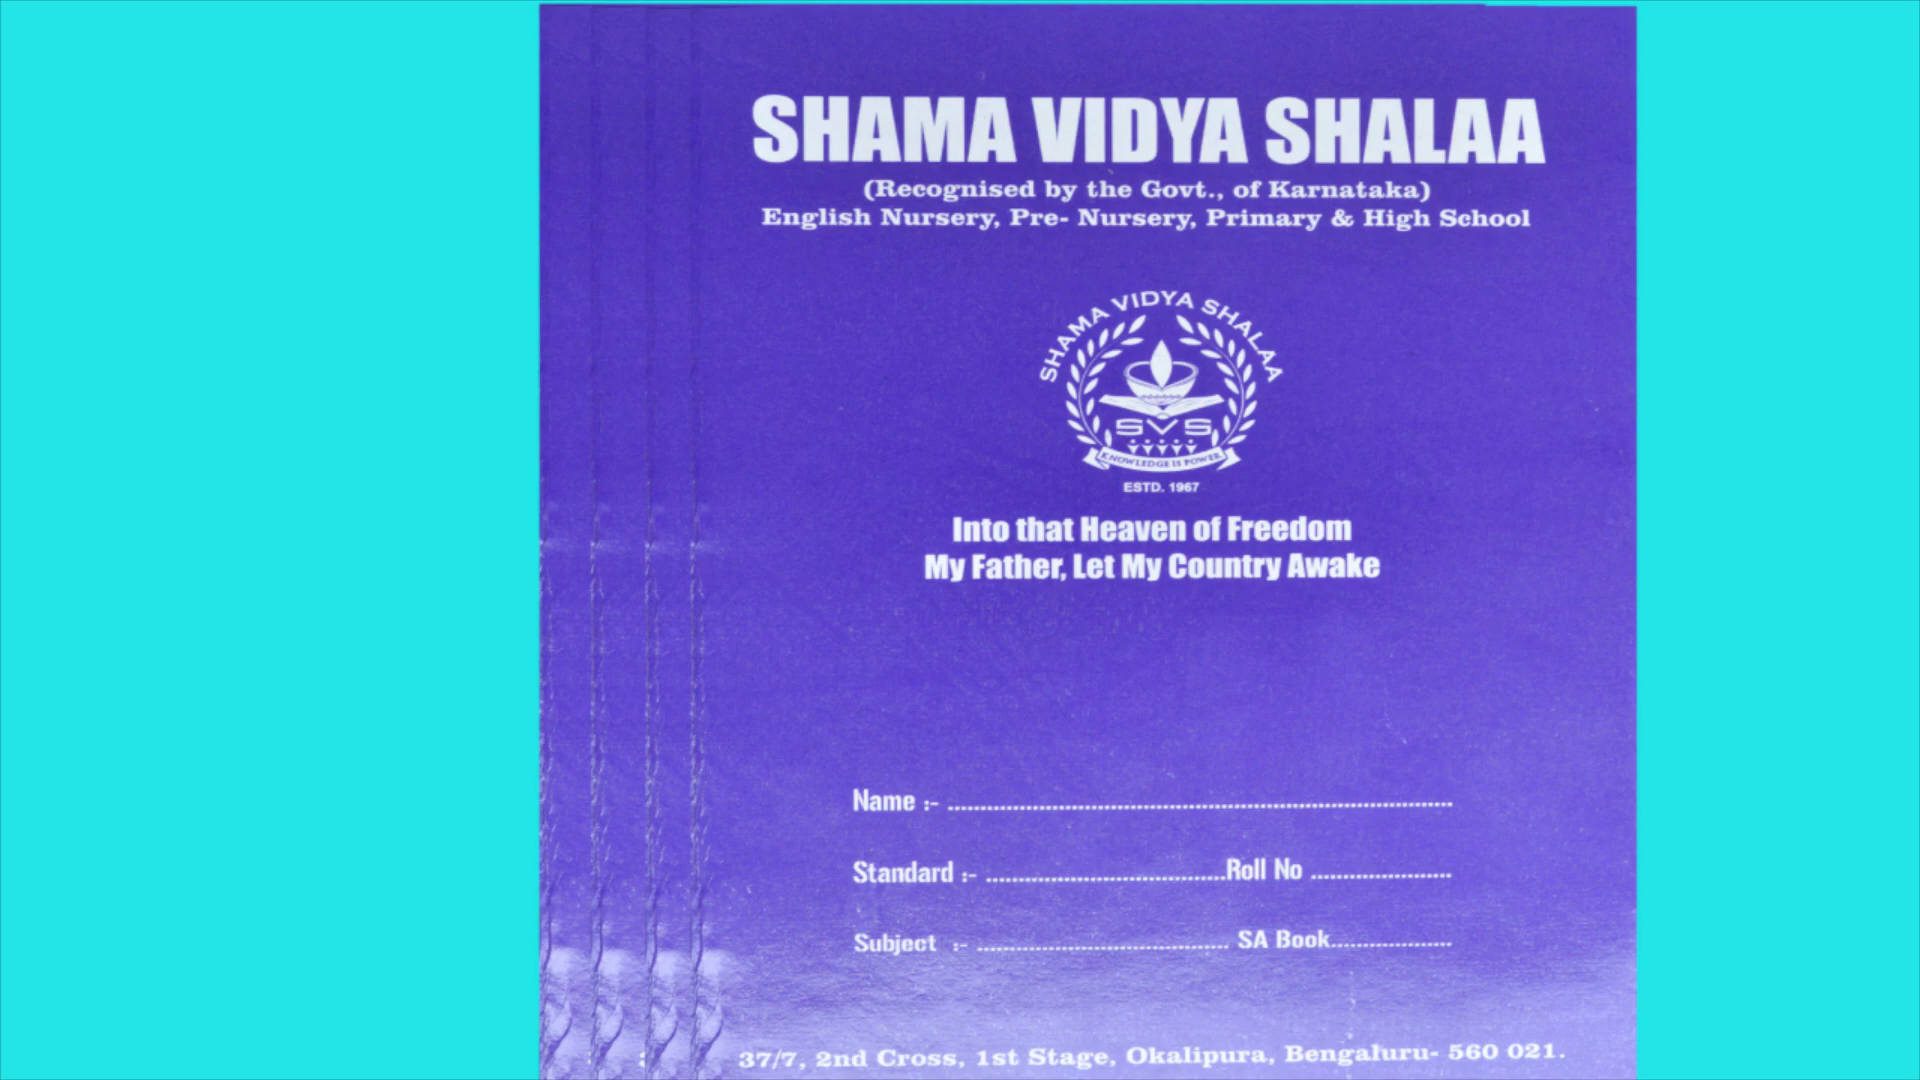 SHAMA VIDYA SHALAA
(Recognised by the Govt., of Karnataka)
English Nursery, Pre- Nursery, Primary & High School
SHAMA VIDYA SHALAA
SVS
KNOWLEDGE IS POWER
ESTD. 1967
Into that Heaven of Freedom
My Father, Let My Country Awake
Name :- ................................................................
Standard :- ................................Roll No ....................
Subject :- .................................. SA Book.................
37/7, 2nd Cross, 1st Stage, Okalipura, Bengaluru- 560 021.